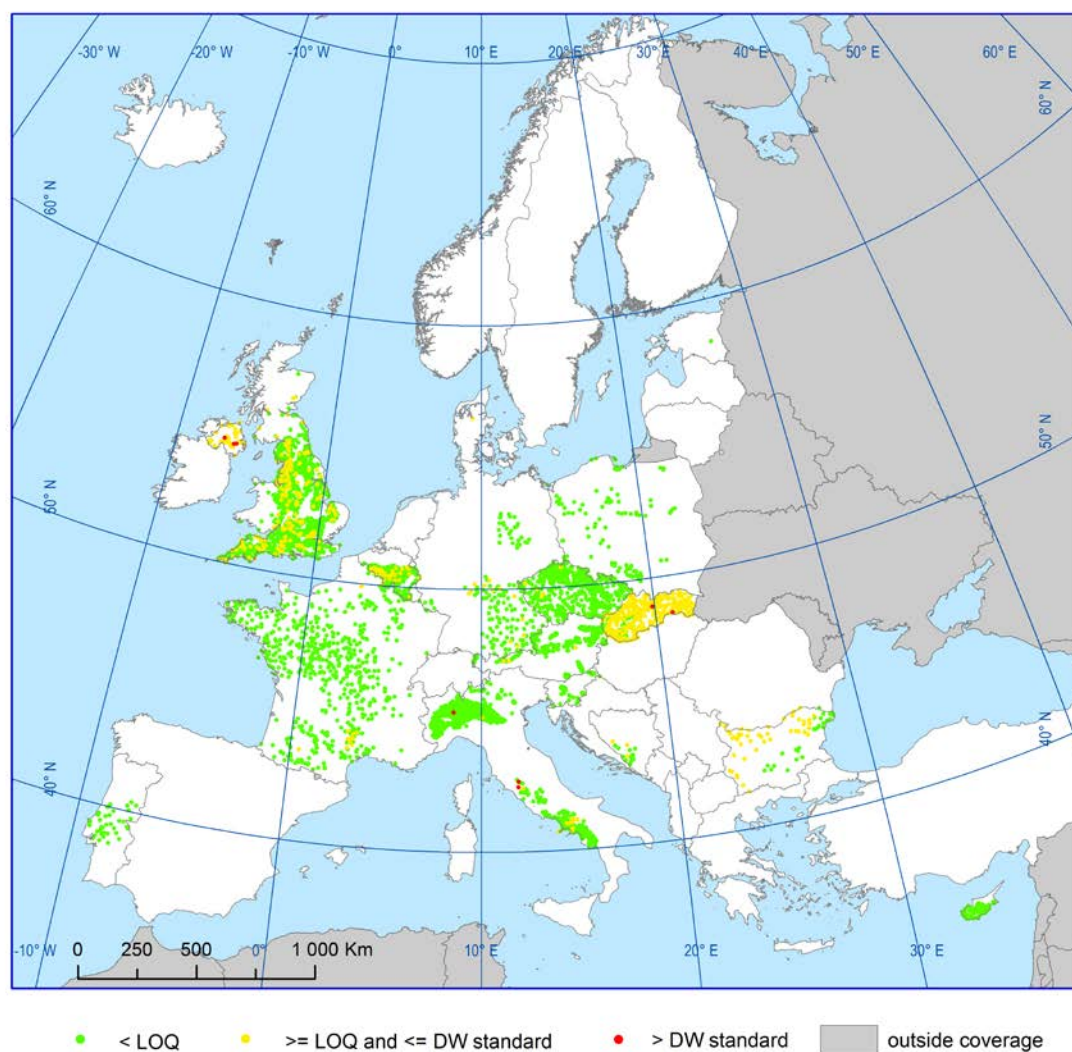 -30° W -20° W -10° W 0° 10° E 20° E 30° E 40° E 50° E 60° E
60° N
60° N
50° N
50° N
40° N
40° N
-10° W 0° 10° E 20° E 30° E
0 250 500 1 000 Km
< LOQ >= LOQ and <= DW standard > DW standard outside coverage